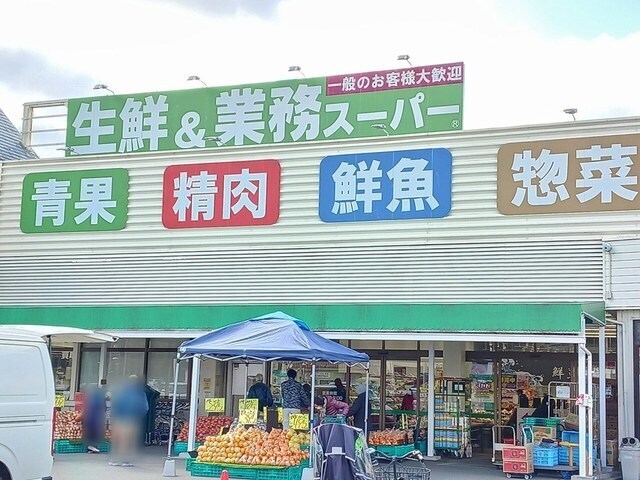 一般のお客様大歓迎
生鮮&業務スーパー®
青果 精肉 鮮魚 惣菜